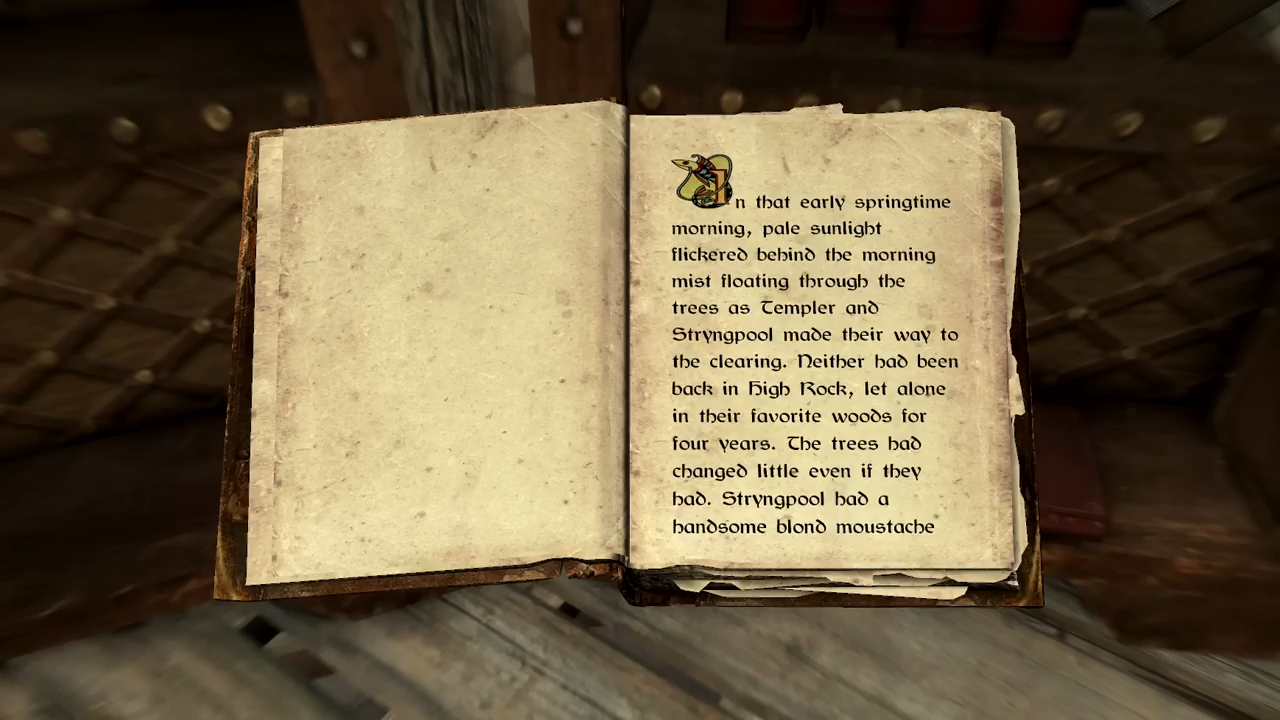 In that early springtime
morning, pale sunlight
flickered behind the morning
mist floating through the
trees as Templer and
Stryngpool made their way to
the clearing. Neither had been
back in High Rock, let alone
in their favorite woods for
four years. The trees had
changed little even if they
had. Stryngpool had a
handsome blond moustache